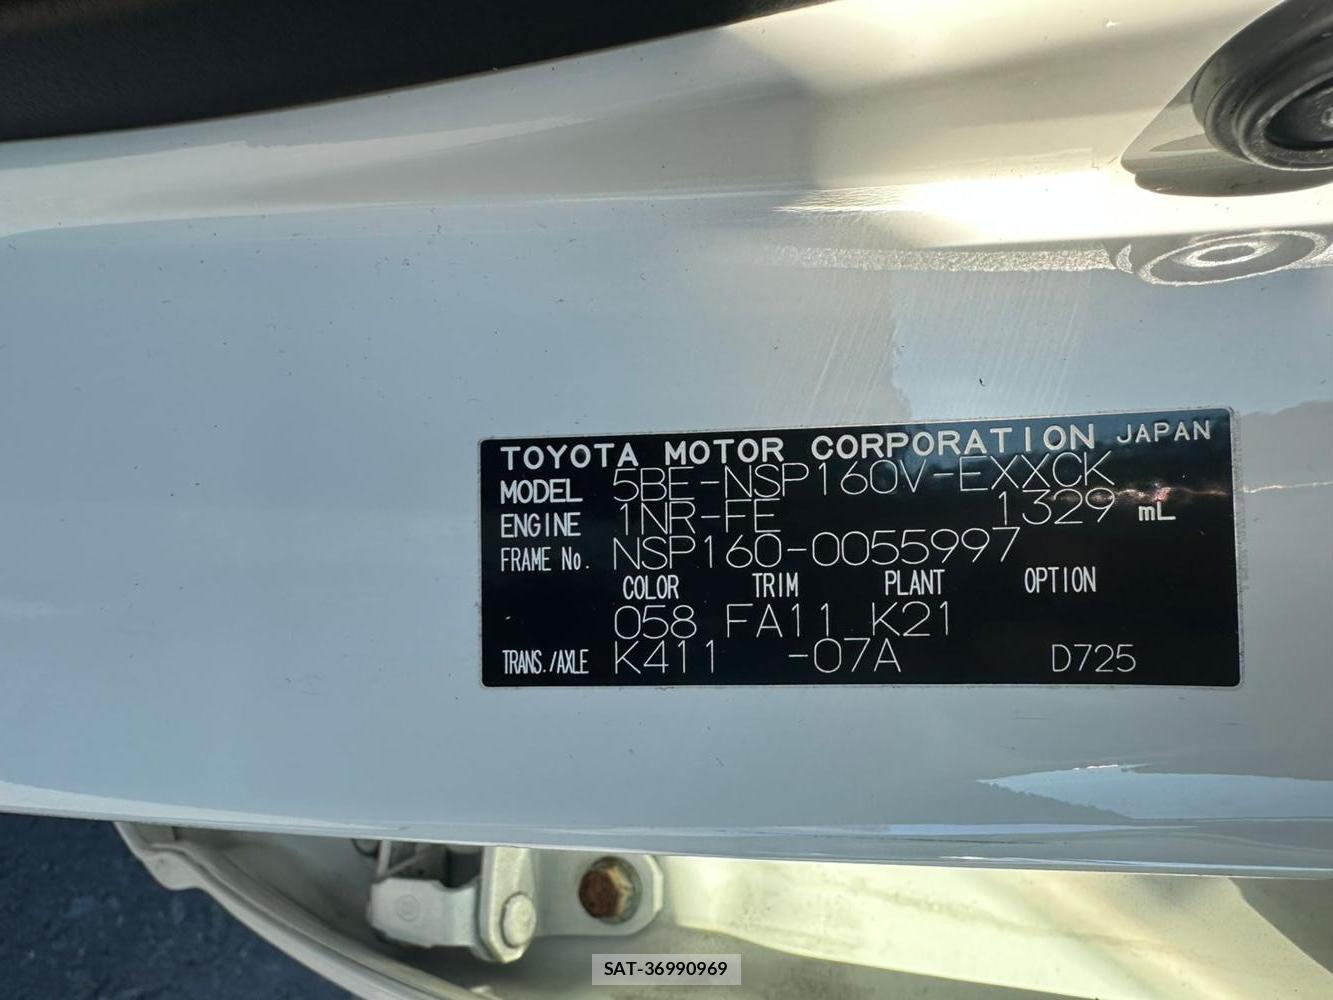 TOYOTA MOTOR CORPORATION JAPAN
MODEL 5BE-NSP160V-EXXCK
ENGINE 1NR-FE 1329 mL
FRAME No. NSP160-0055997
COLOR TRIM PLANT OPTION
058 FA11 K21
TRANS./AXLE K411 -07A D725
SAT-36990969